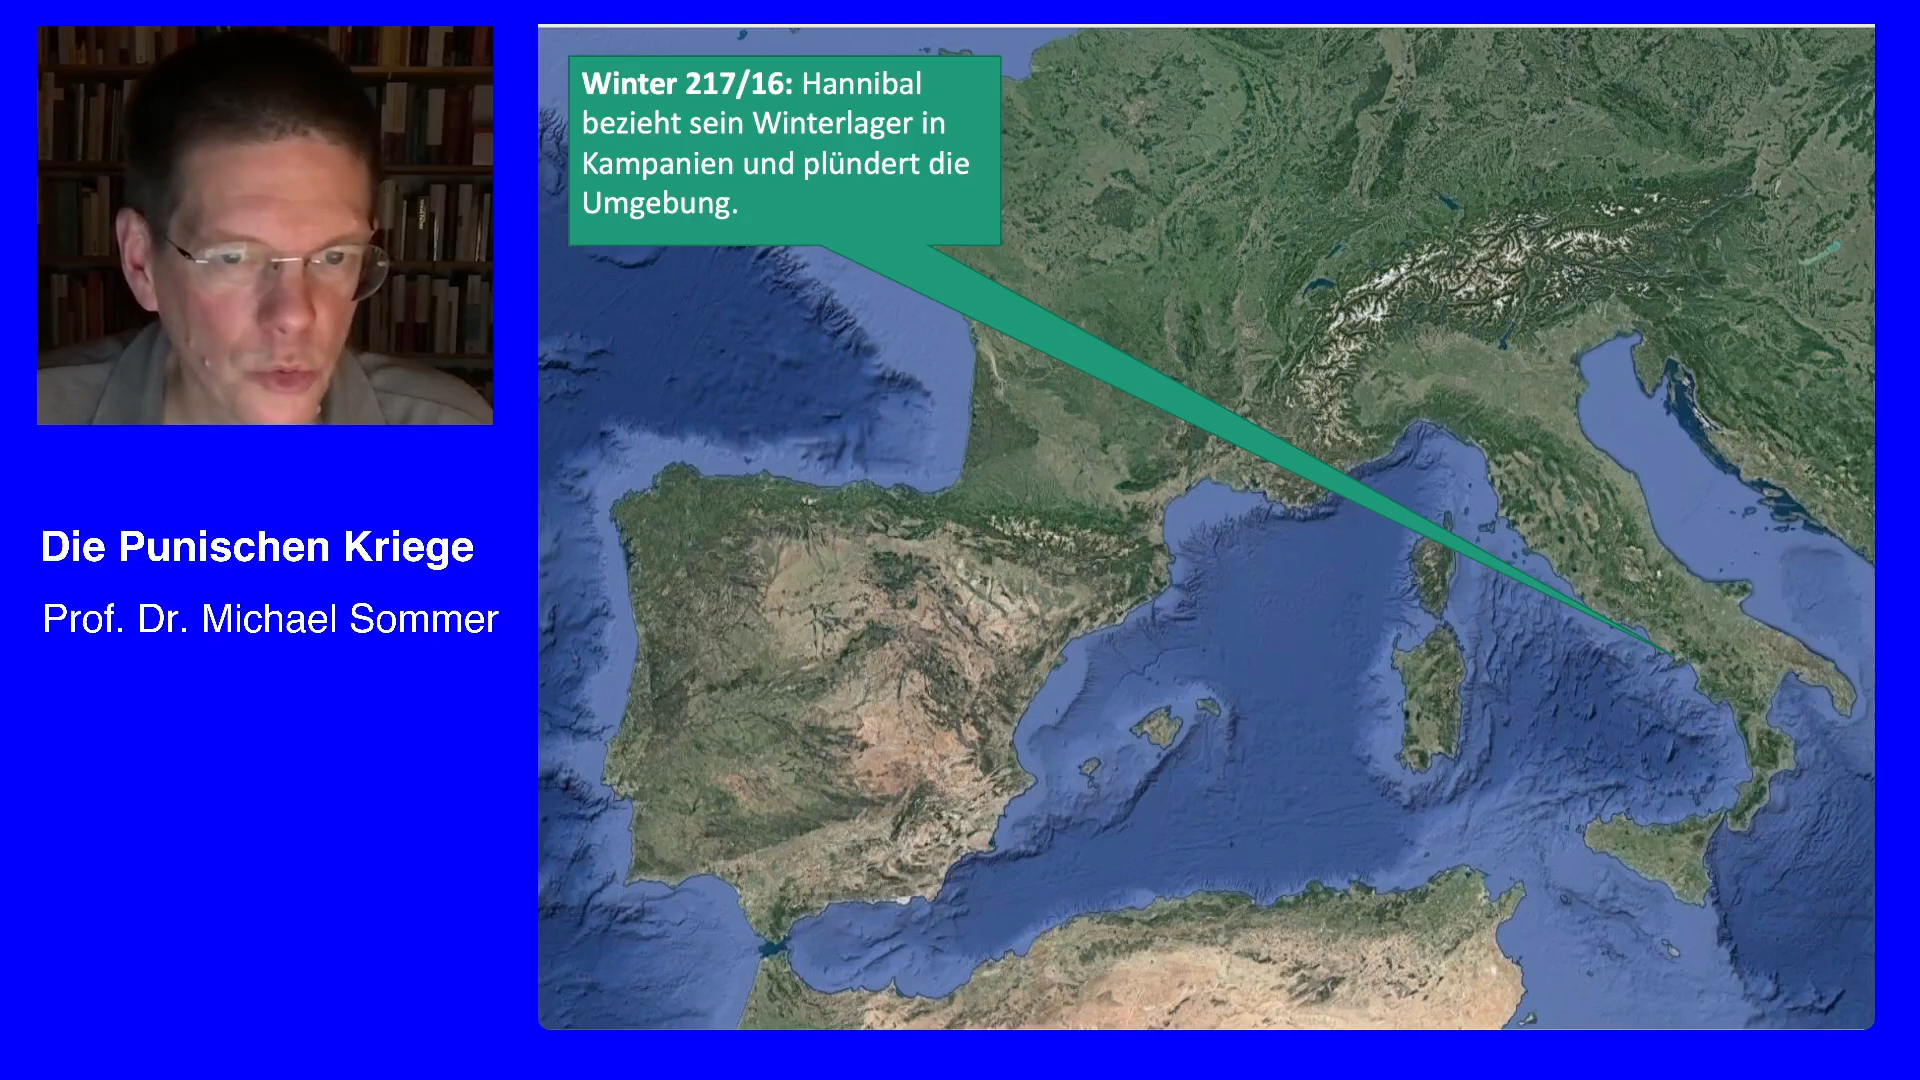 Winter 217/16: Hannibal
bezieht sein Winterlager in
Kampanien und plündert die
Umgebung.
Die Punischen Kriege
Prof. Dr. Michael Sommer